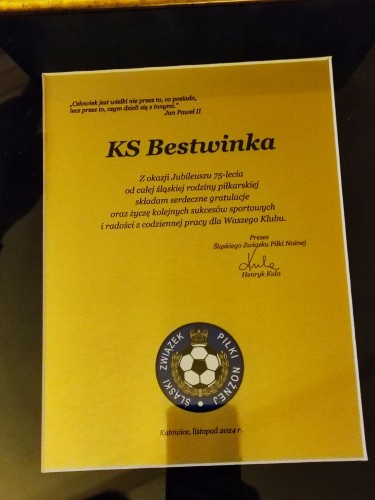 „Człowiek jest wielki nie przez to, co posiada,
lecz przez to, czym dzieli się z innymi.”
Jan Paweł II
KS Bestwinka
Z okazji Jubileuszu 75-lecia
od całej śląskiej rodziny piłkarskiej
składam serdeczne gratulacje
oraz życzę kolejnych sukcesów sportowych
i radości z codziennej pracy dla Waszego Klubu.
Prezes
Śląskiego Związku Piłki Nożnej
Kula
Henryk Kula
ŚLĄSKI ZWIĄZEK PIŁKI NOŻNEJ
Katowice, listopad 2024 r.